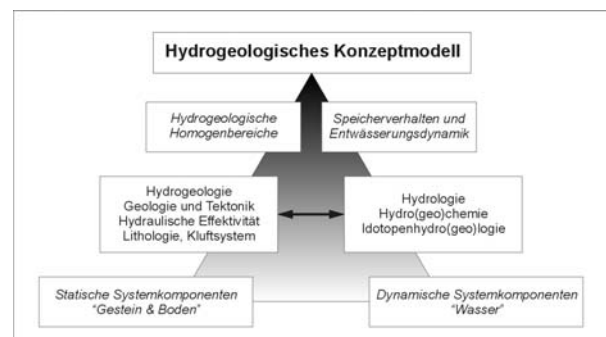 Hydrogeologisches Konzeptmodell
Hydrogeologische
Homogenbereiche
Speicherverhalten und
Entwässerungsdynamik
Hydrogeologie
Geologie und Tektonik
Hydraulische Effektivität
Lithologie, Kluftsystem
Hydrologie
Hydro(geo)chemie
Idotopenhydro(geo)logie
Statische Systemkomponenten
"Gestein & Boden"
Dynamische Systemkomponenten
"Wasser"